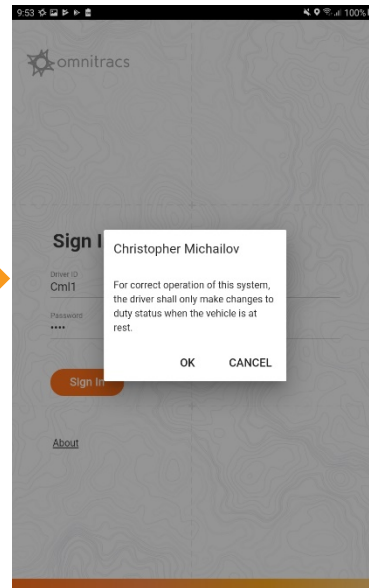 9:53
100%
omnitracs
Sign I
Driver ID
Cml1
Password
Christopher Michailov
For correct operation of this system,
the driver shall only make changes to
duty status when the vehicle is at
rest.
OK CANCEL
Sign In
About